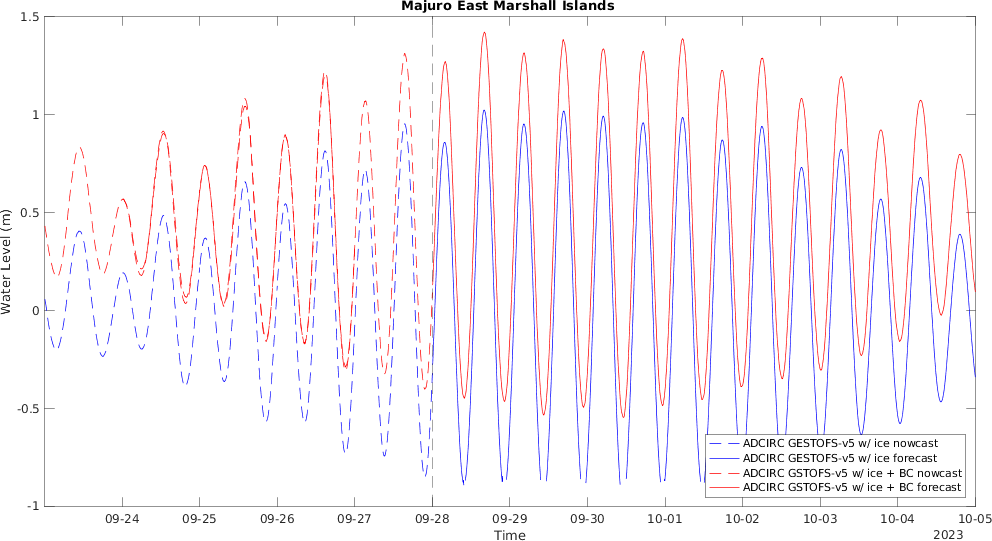 Majuro East Marshall Islands
1.5
1
0.5
0
-0.5
-1
Water Level (m)
ADCIRC GESTOFS-v5 w/ ice nowcast
ADCIRC GESTOFS-v5 w/ ice forecast
ADCIRC GSTOFS-v5 w/ ice + BC nowcast
ADCIRC GSTOFS-v5 w/ ice + BC forecast
09-24 09-25 09-26 09-27 09-28 09-29 09-30 10-01 10-02 10-03 10-04 10-05
Time
2023